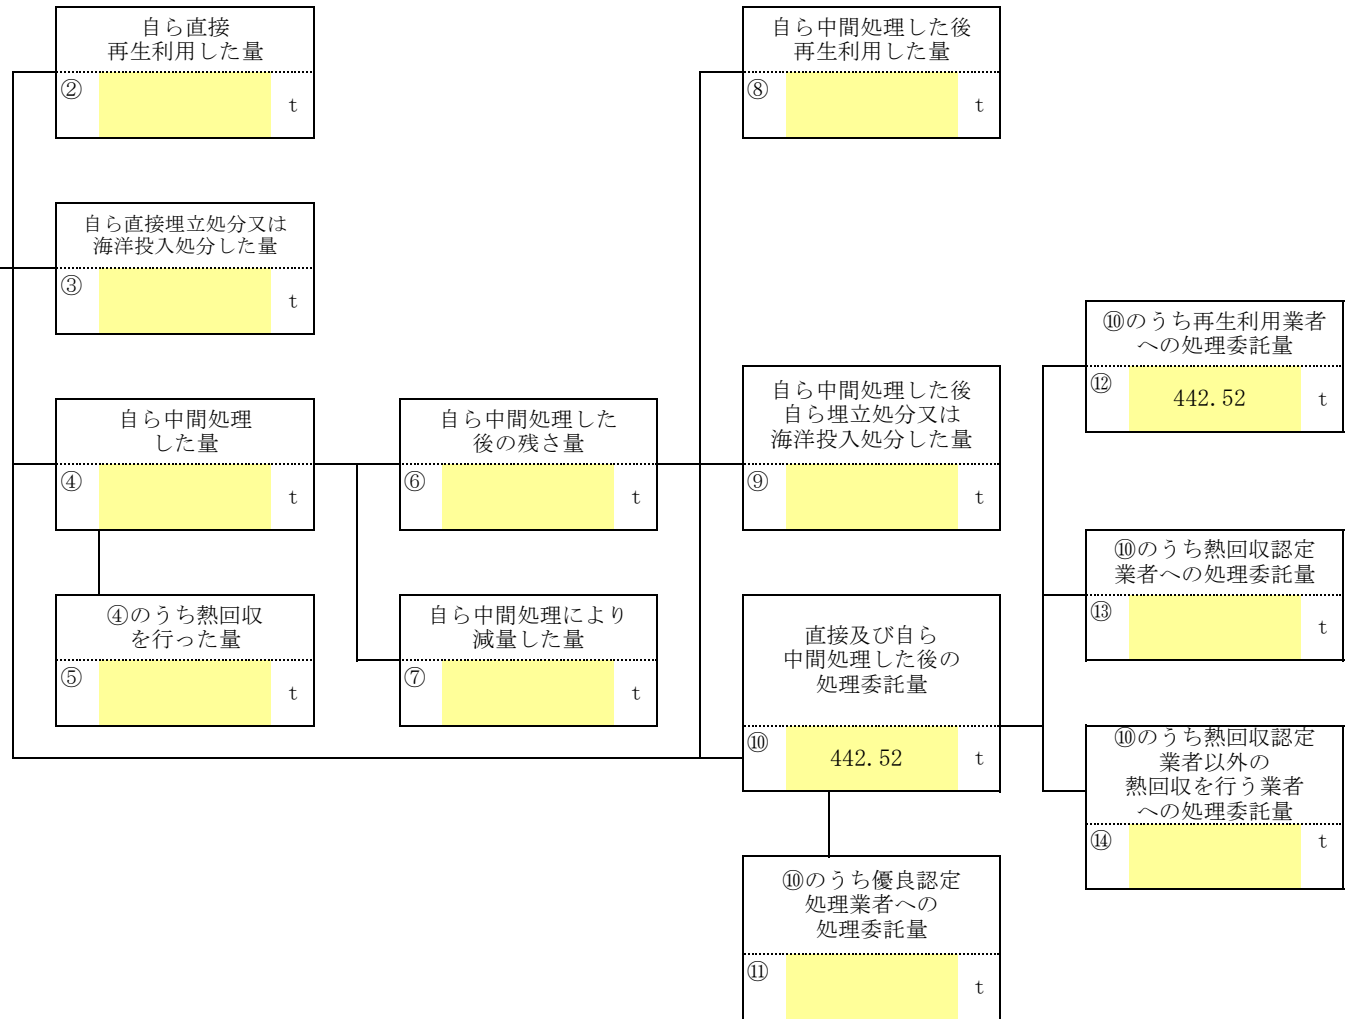 自ら直接
再生利用した量
②
t
自ら中間処理した後
再生利用した量
⑧
t
自ら直接埋立処分又は
海洋投入処分した量
③
t
⑩のうち再生利用業者
への処理委託量
⑫
442.52 t
自ら中間処理
した量
④
t
自ら中間処理した
後の残さ量
⑥
t
自ら中間処理した後
自ら埋立処分又は
海洋投入処分した量
⑨
t
⑩のうち熱回収認定
業者への処理委託量
⑬
t
④のうち熱回収
を行った量
⑤
t
自ら中間処理により
減量した量
⑦
t
直接及び自ら
中間処理した後の
処理委託量
⑩
442.52 t
⑩のうち熱回収認定
業者以外の
熱回収を行う業者
への処理委託量
⑭
t
⑩のうち優良認定
処理業者への
処理委託量
⑪
t